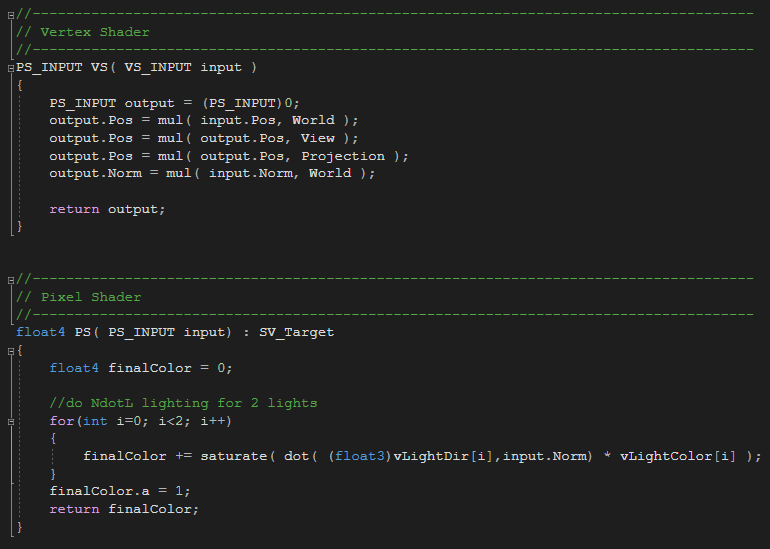 //--------------------------------------------------------------------------------------
// Vertex Shader
//--------------------------------------------------------------------------------------
PS_INPUT VS( VS_INPUT input )
{
    PS_INPUT output = (PS_INPUT)0;
    output.Pos = mul( input.Pos, World );
    output.Pos = mul( output.Pos, View );
    output.Pos = mul( output.Pos, Projection );
    output.Norm = mul( input.Norm, World );

    return output;
}

//--------------------------------------------------------------------------------------
// Pixel Shader
//--------------------------------------------------------------------------------------
float4 PS( PS_INPUT input) : SV_Target
{
    float4 finalColor = 0;

    //do NdotL lighting for 2 lights
    for(int i=0; i<2; i++)
    {
        finalColor += saturate( dot( (float3)vLightDir[i],input.Norm) * vLightColor[i] );
    }
    finalColor.a = 1;
    return finalColor;
}